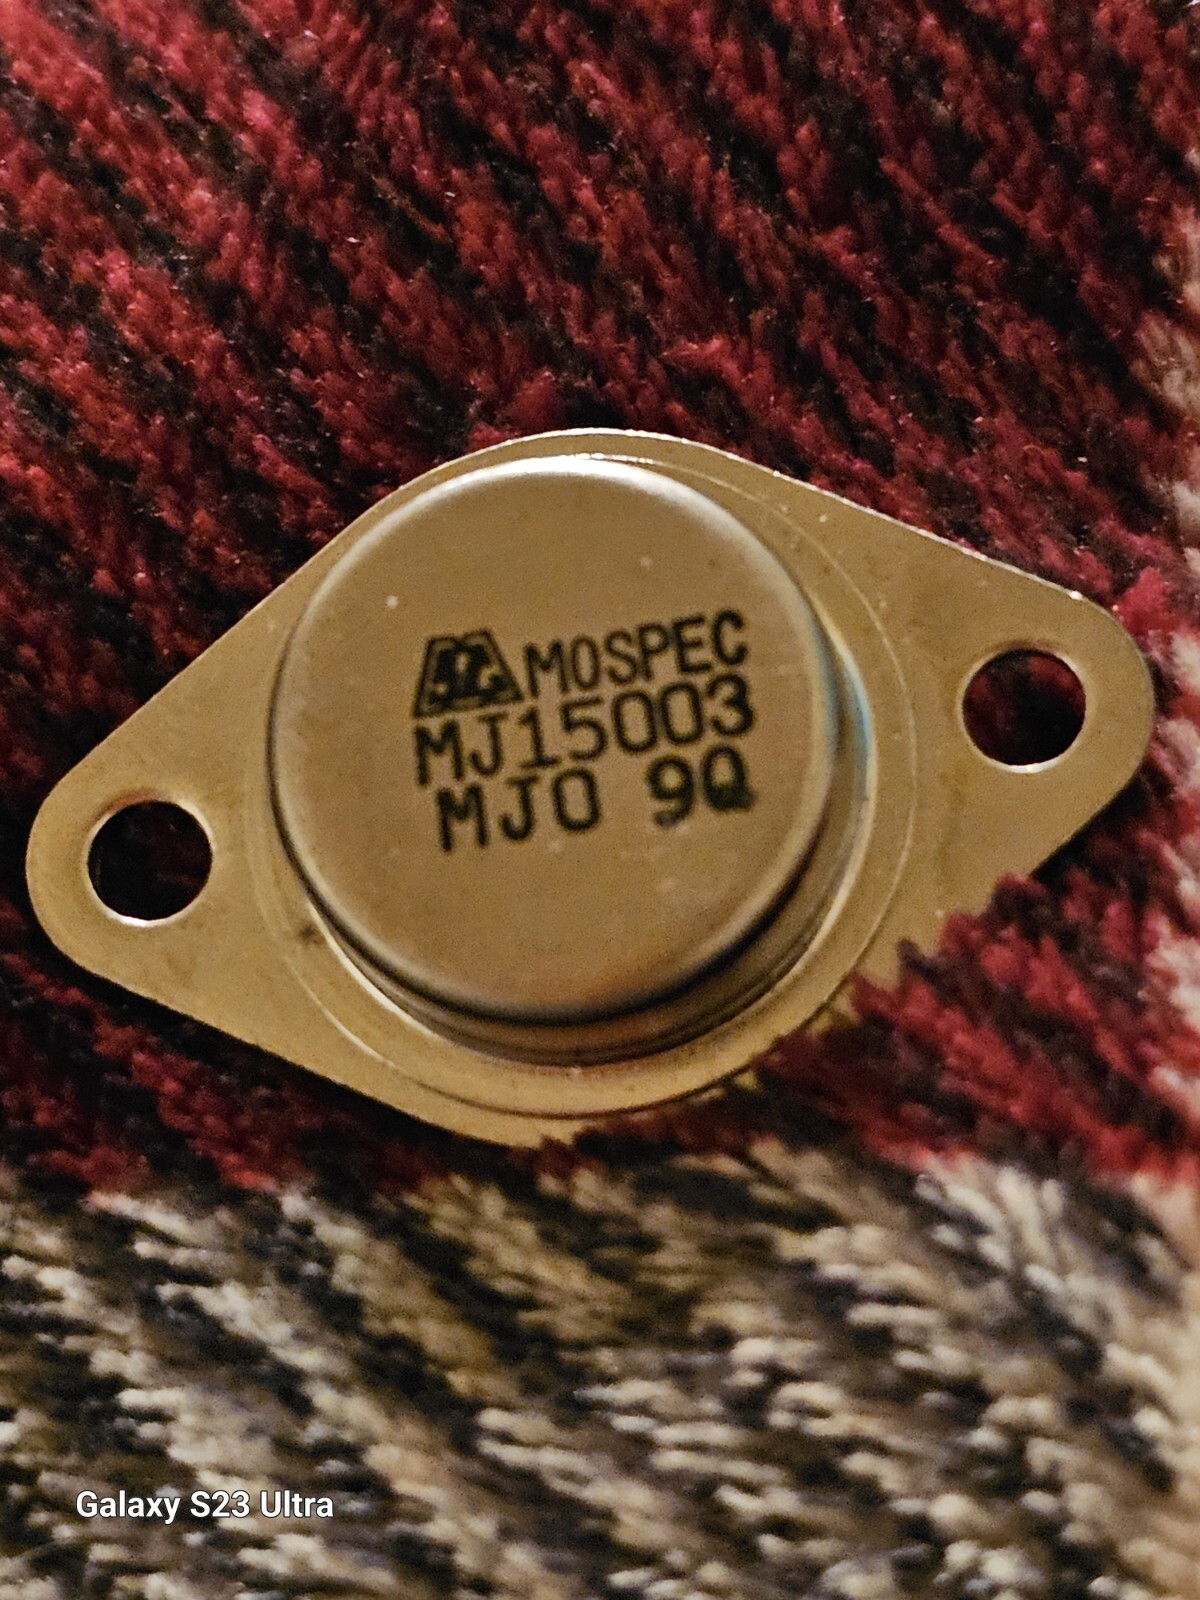 MOSPEC
MJ15003
MJO 9Q
Galaxy S23 Ultra